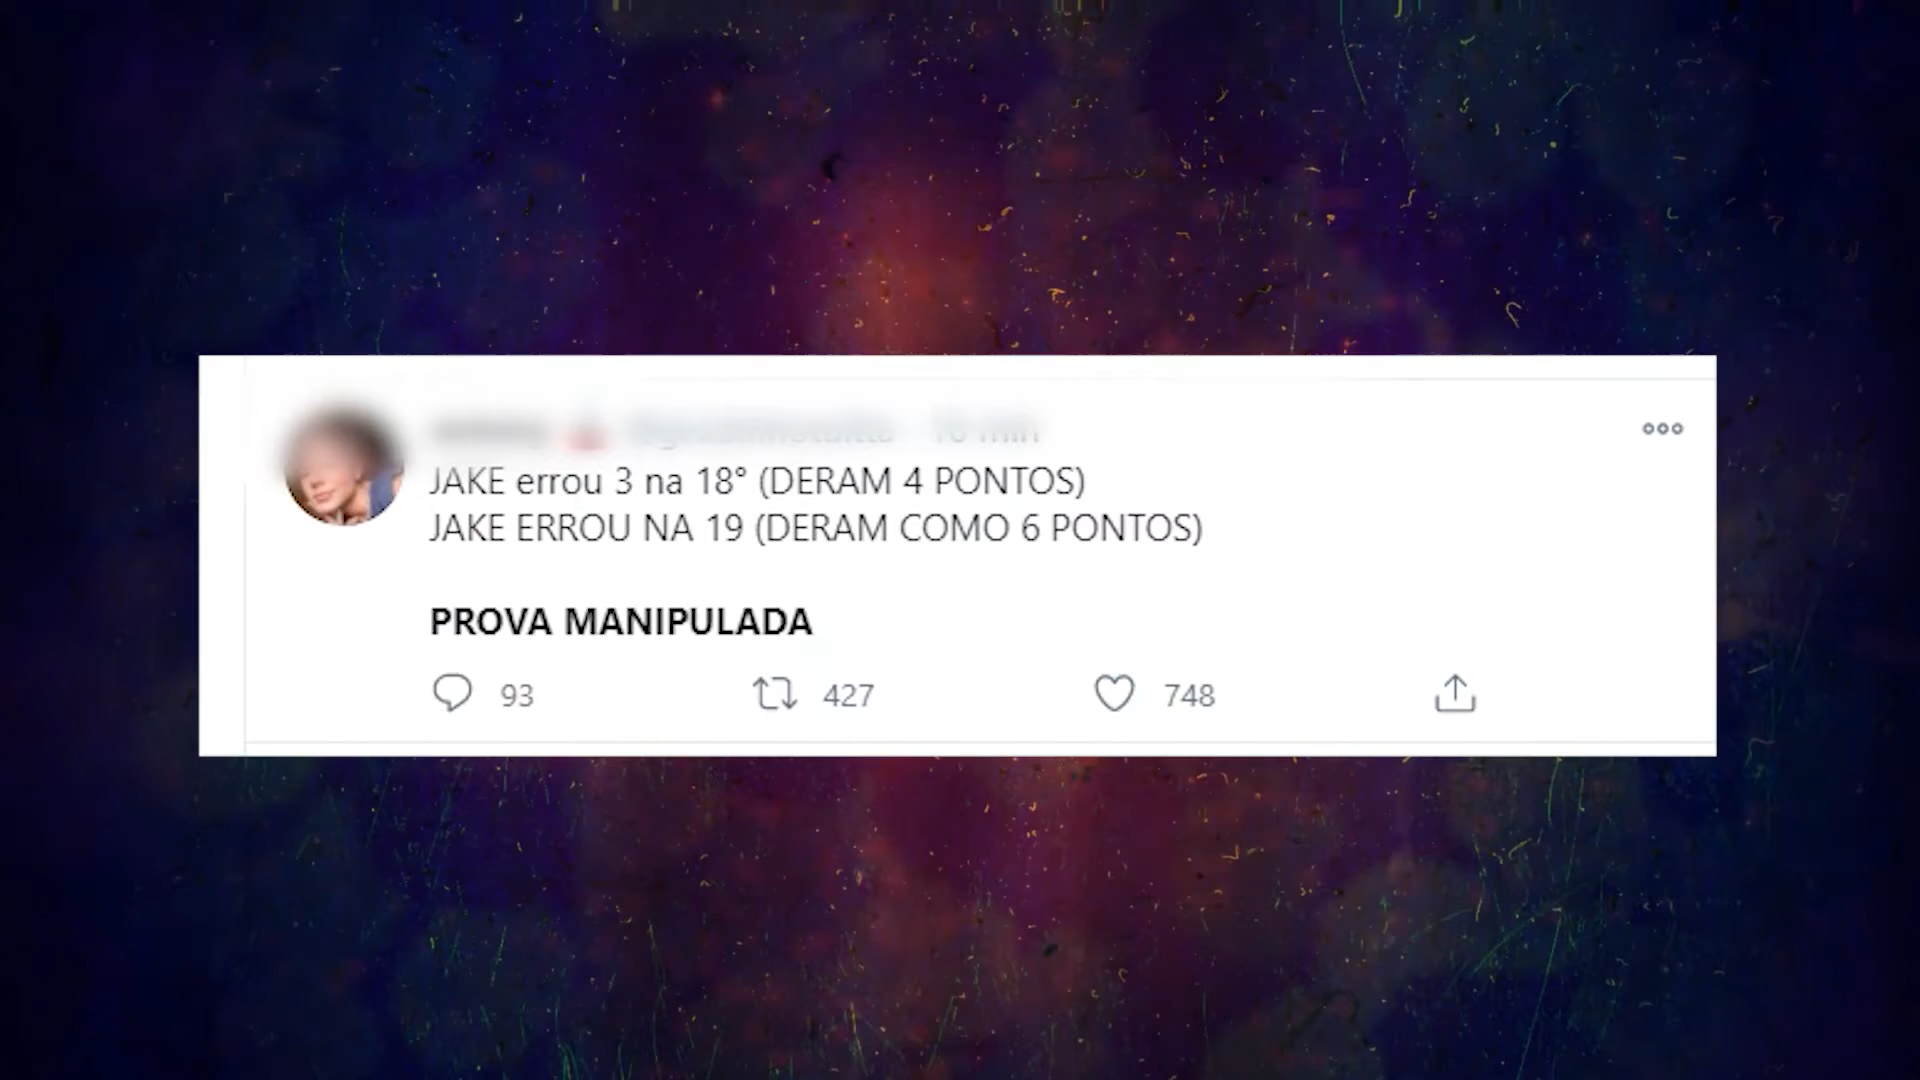 JAKE errou 3 na 18° (DERAM 4 PONTOS)
JAKE ERROU NA 19 (DERAM COMO 6 PONTOS)
PROVA MANIPULADA
93 427 748